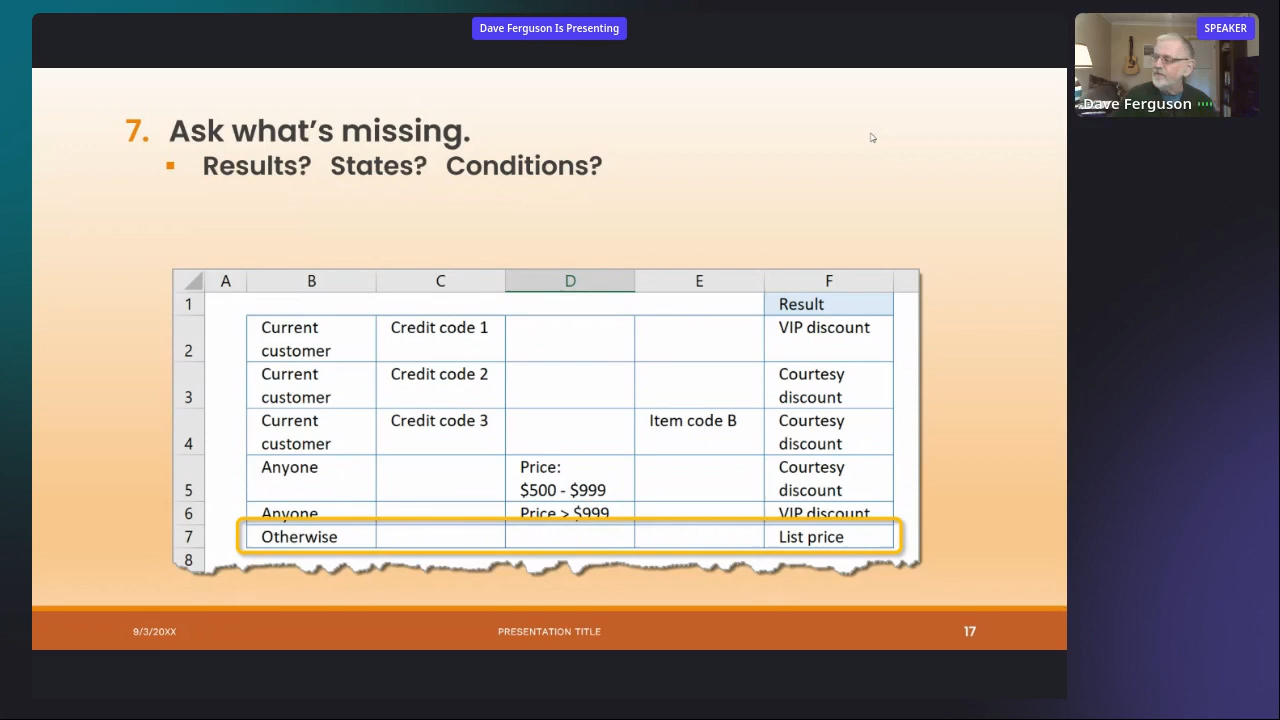 Dave Ferguson Is Presenting
SPEAKER
Dave Ferguson
7. Ask what's missing.
Results? States? Conditions?
A B C D E F
1 Result
2 Current customer Credit code 1 VIP discount
3 Current customer Credit code 2 Courtesy discount
4 Current customer Credit code 3 Item code B Courtesy discount
5 Anyone Price: $500 - $999 Courtesy discount
6 Anyone Price > $999 VIP discount
7 Otherwise List price
8
9/3/20XX PRESENTATION TITLE 17